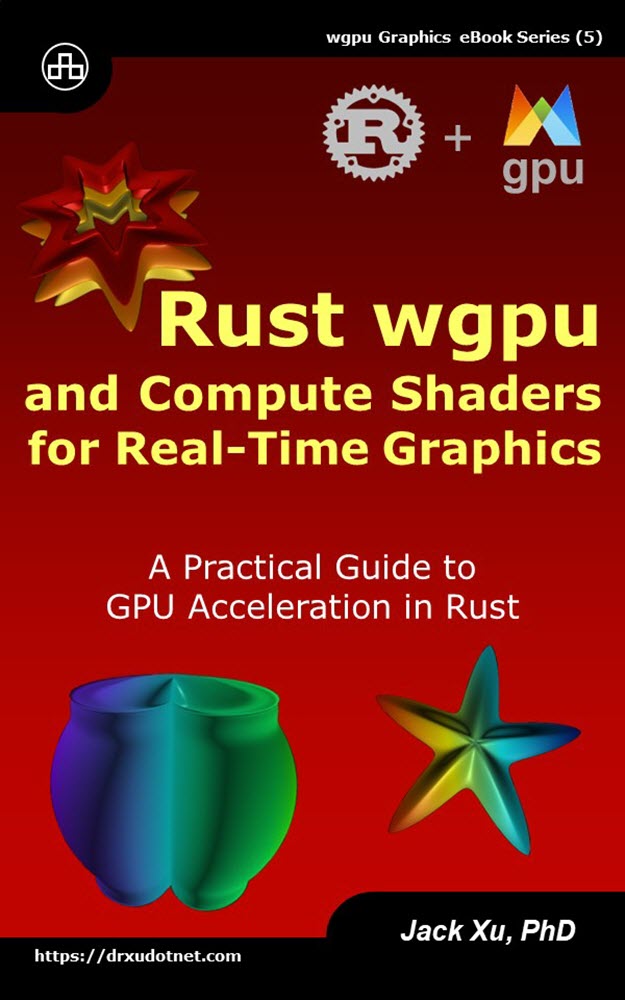 wgpu Graphics eBook Series (5)
R + gpu
Rust wgpu
and Compute Shaders
for Real-Time Graphics
A Practical Guide to
GPU Acceleration in Rust
Jack Xu, PhD
https://drxudotnet.com